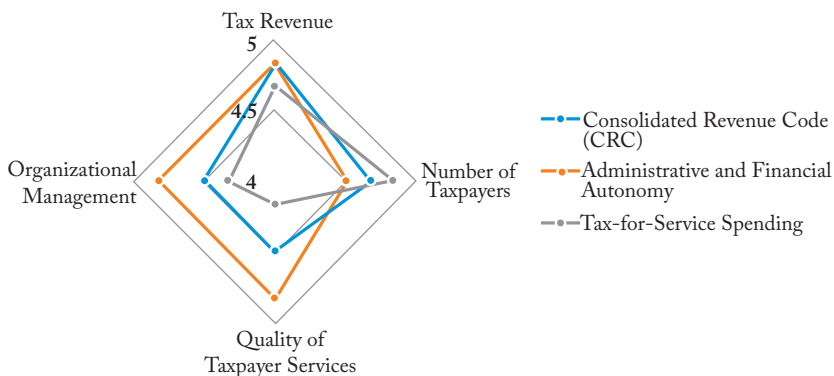 Tax Revenue
5
4.5
4
Organizational
Management
Number of
Taxpayers
Quality of
Taxpayer Services
Consolidated Revenue Code
(CRC)
Administrative and Financial
Autonomy
Tax-for-Service Spending